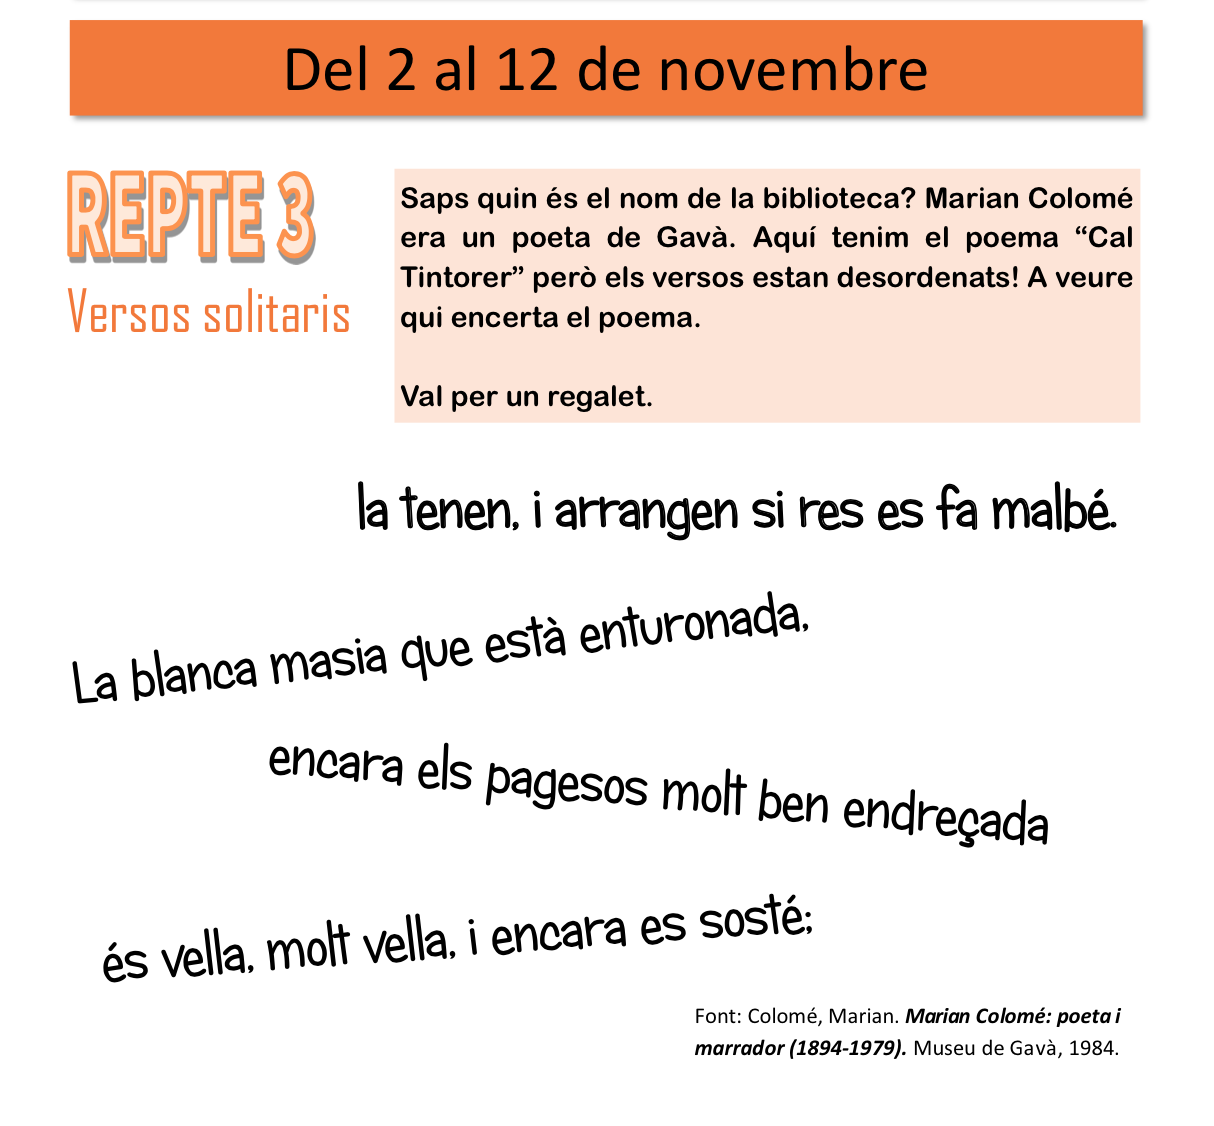 Del 2 al 12 de novembre
REPTE 3
Versos solitaris
Saps quin és el nom de la biblioteca? Marian Colomé
era un poeta de Gavà. Aquí tenim el poema “Cal
Tintorer” però els versos estan desordenats! A veure
qui encerta el poema.
Val per un regalet.
la tenen, i arrangen si res es fa malbé.
La blanca masia que està enturonada,
encara els pagesos molt ben endreçada
és vella, molt vella, i encara es sosté;
Font: Colomé, Marian. Marian Colomé: poeta i
marrador (1894-1979). Museu de Gavà, 1984.